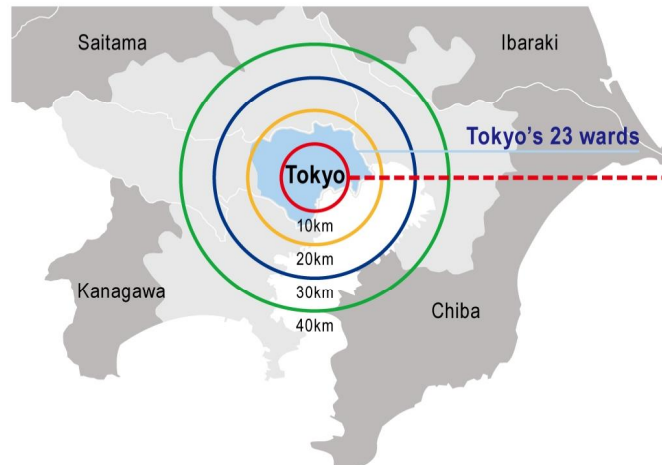 Saitama
Ibaraki
Tokyo's 23 wards
Tokyo
10km
20km
30km
40km
Kanagawa
Chiba